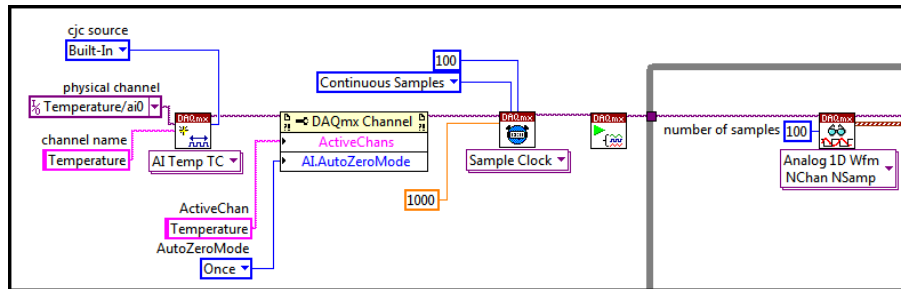 cjc source
Built-In
physical channel
I/O Temperature/ai0
channel name
Temperature
DAQmx
AI Temp TC
DAQmx Channel
ActiveChans
AI.AutoZeroMode
ActiveChan
Temperature
AutoZeroMode
Once
100
Continuous Samples
DAQmx
Sample Clock
1000
DAQmx
number of samples
100
DAQmx
Analog 1D Wfm
NChan NSamp